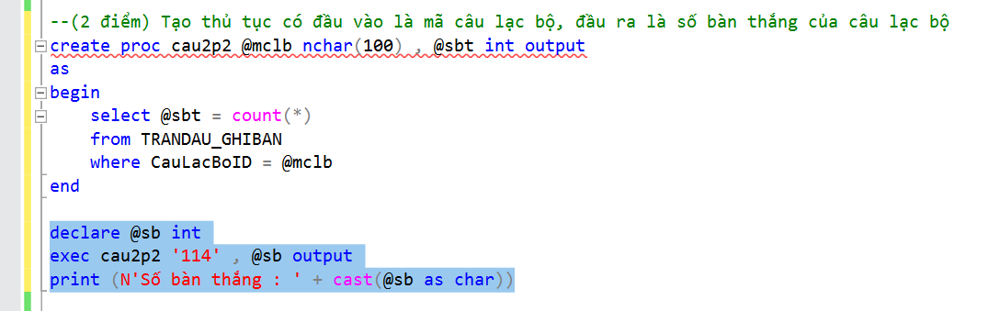 --(2 điểm) Tạo thủ tục có đầu vào là mã câu lạc bộ, đầu ra là số bàn thắng của câu lạc bộ
create proc cau2p2 @mclb nchar(100) , @sbt int output
as
begin
    select @sbt = count(*)
    from TRANDAU_GHIBAN
    where CauLacBoID = @mclb
end
declare @sb int
exec cau2p2 '114' , @sb output
print (N'Số bàn thắng : ' + cast(@sb as char))